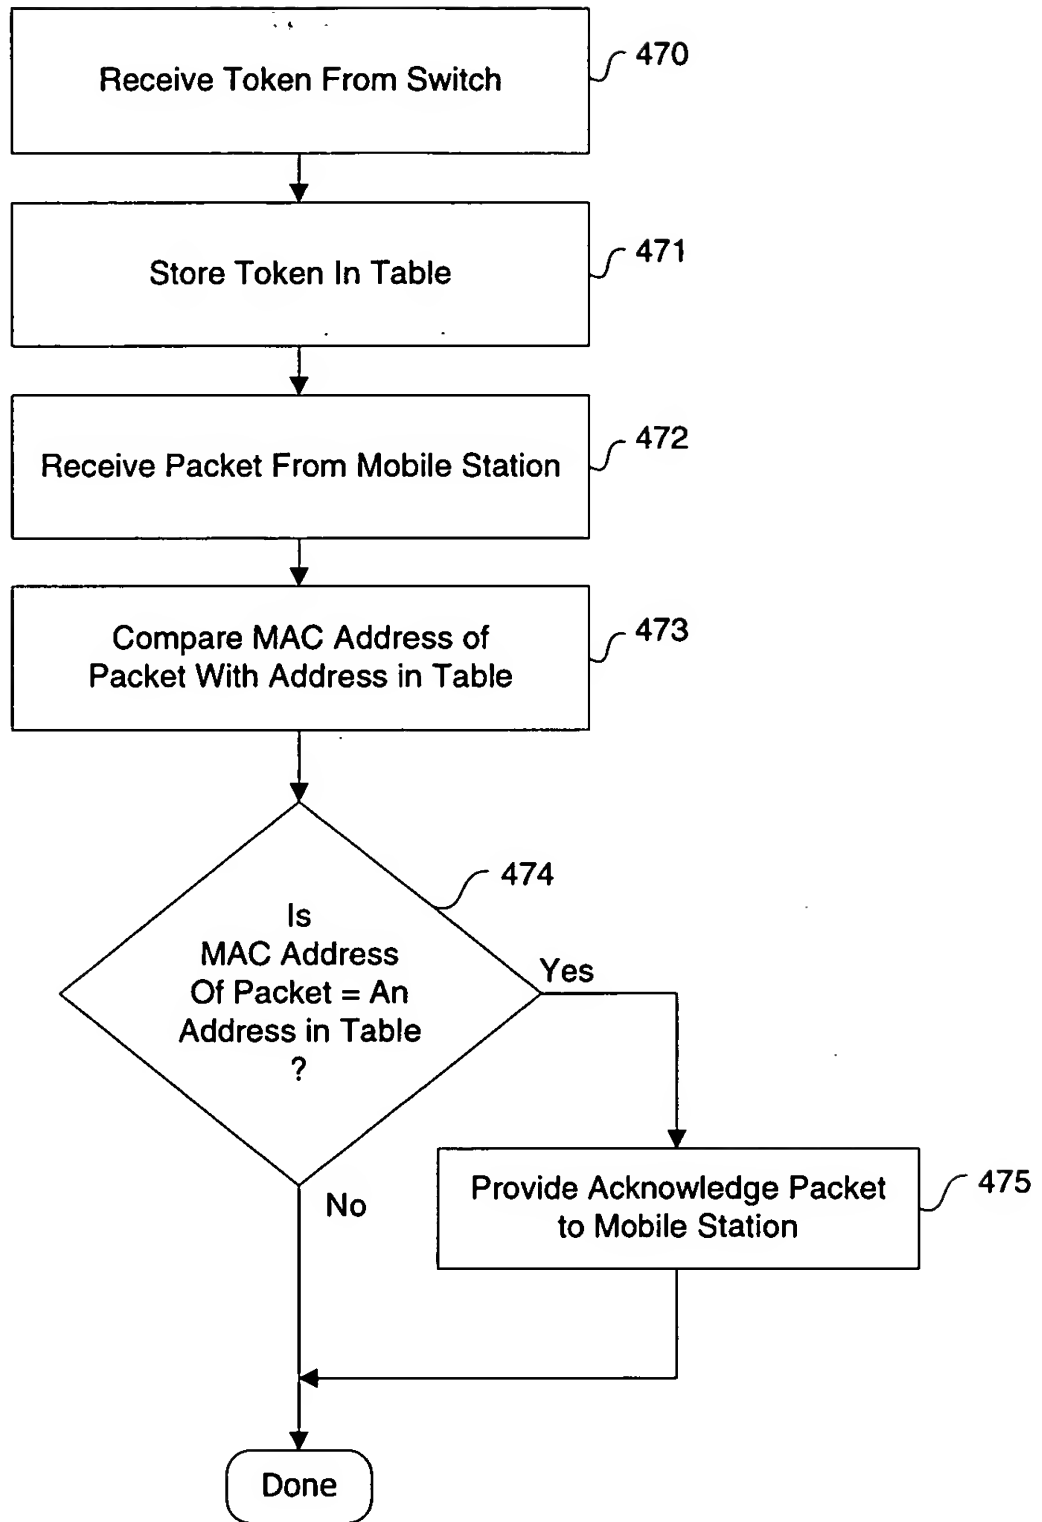 Receive Token From Switch
470
Store Token In Table
471
Receive Packet From Mobile Station
472
Compare MAC Address of
Packet With Address in Table
473
474
Is
MAC Address
Of Packet = An
Address in Table
?
Yes
No
Provide Acknowledge Packet
to Mobile Station
475
Done